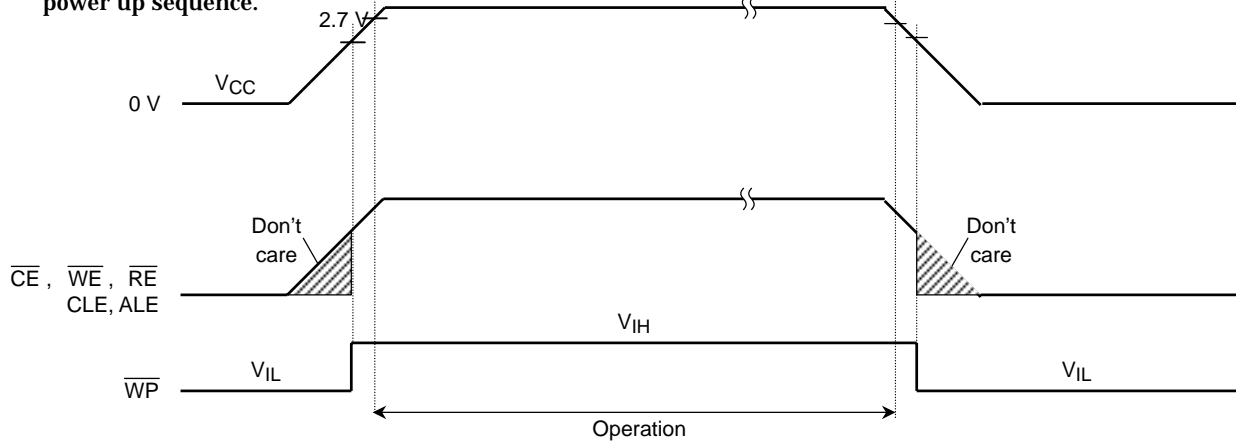 power up sequence.
2.7 V
0 V
VCC
Don't
care
Don't
care
CE , WE , RE
CLE, ALE
VIH
VIL
VIL
WP
Operation